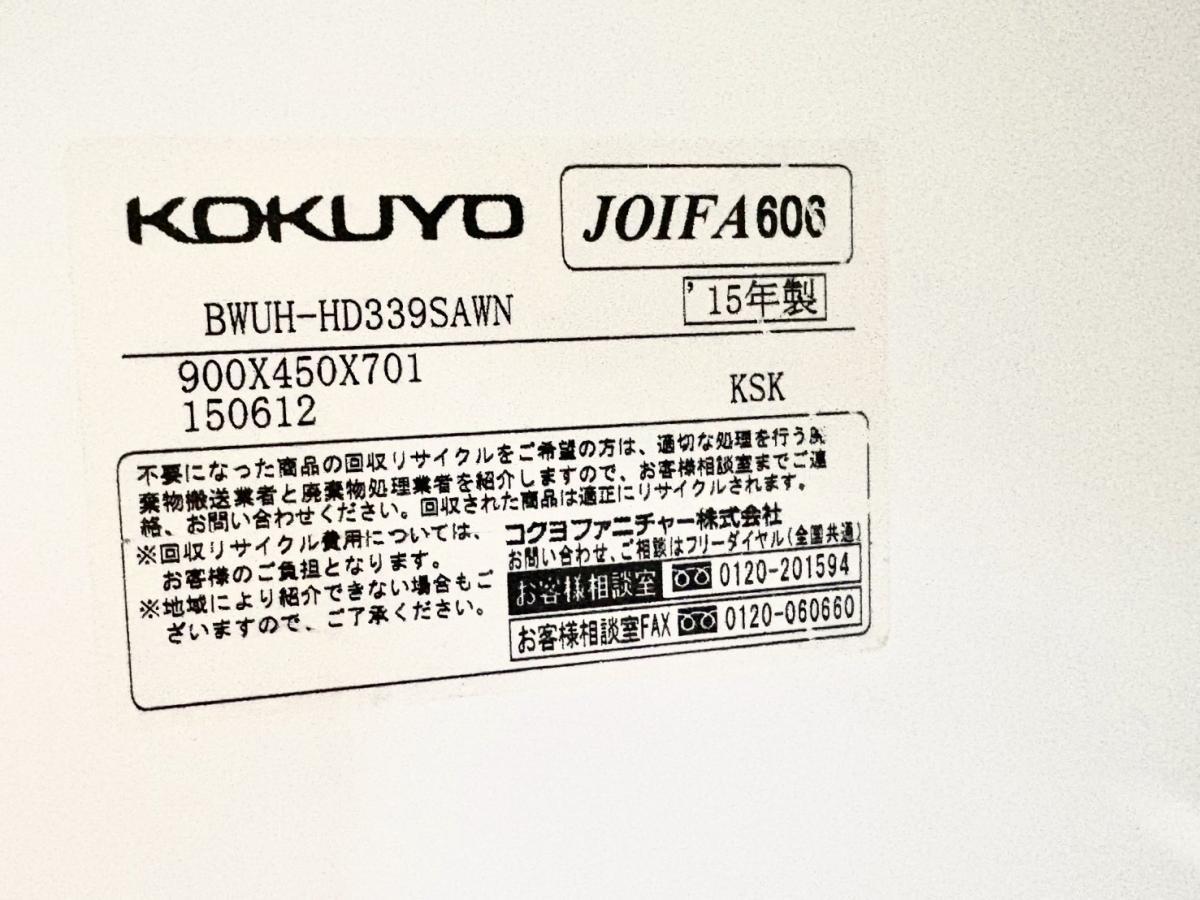 KOKUYO
JOIFA606
BWUH-HD339SAWN
'15年製
900X450X701
150612
KSK
不要になった商品の回収リサイクルをご希望の方は、適切な処理を行う廃
棄物搬送業者と廃棄物処理業者を紹介しますので、お客様相談室までご連
絡、お問い合わせください。回収された商品は適正にリサイクルされます。
※回収リサイクル費用については、
お客様のご負担となります。
※地域により紹介できない場合もご
ざいますので、ご了承ください。
コクヨファニチャー株式会社
お問い合わせ、ご相談はフリーダイヤル(全国共通)
お客様相談室 0120-201594
お客様相談室FAX 0120-060660